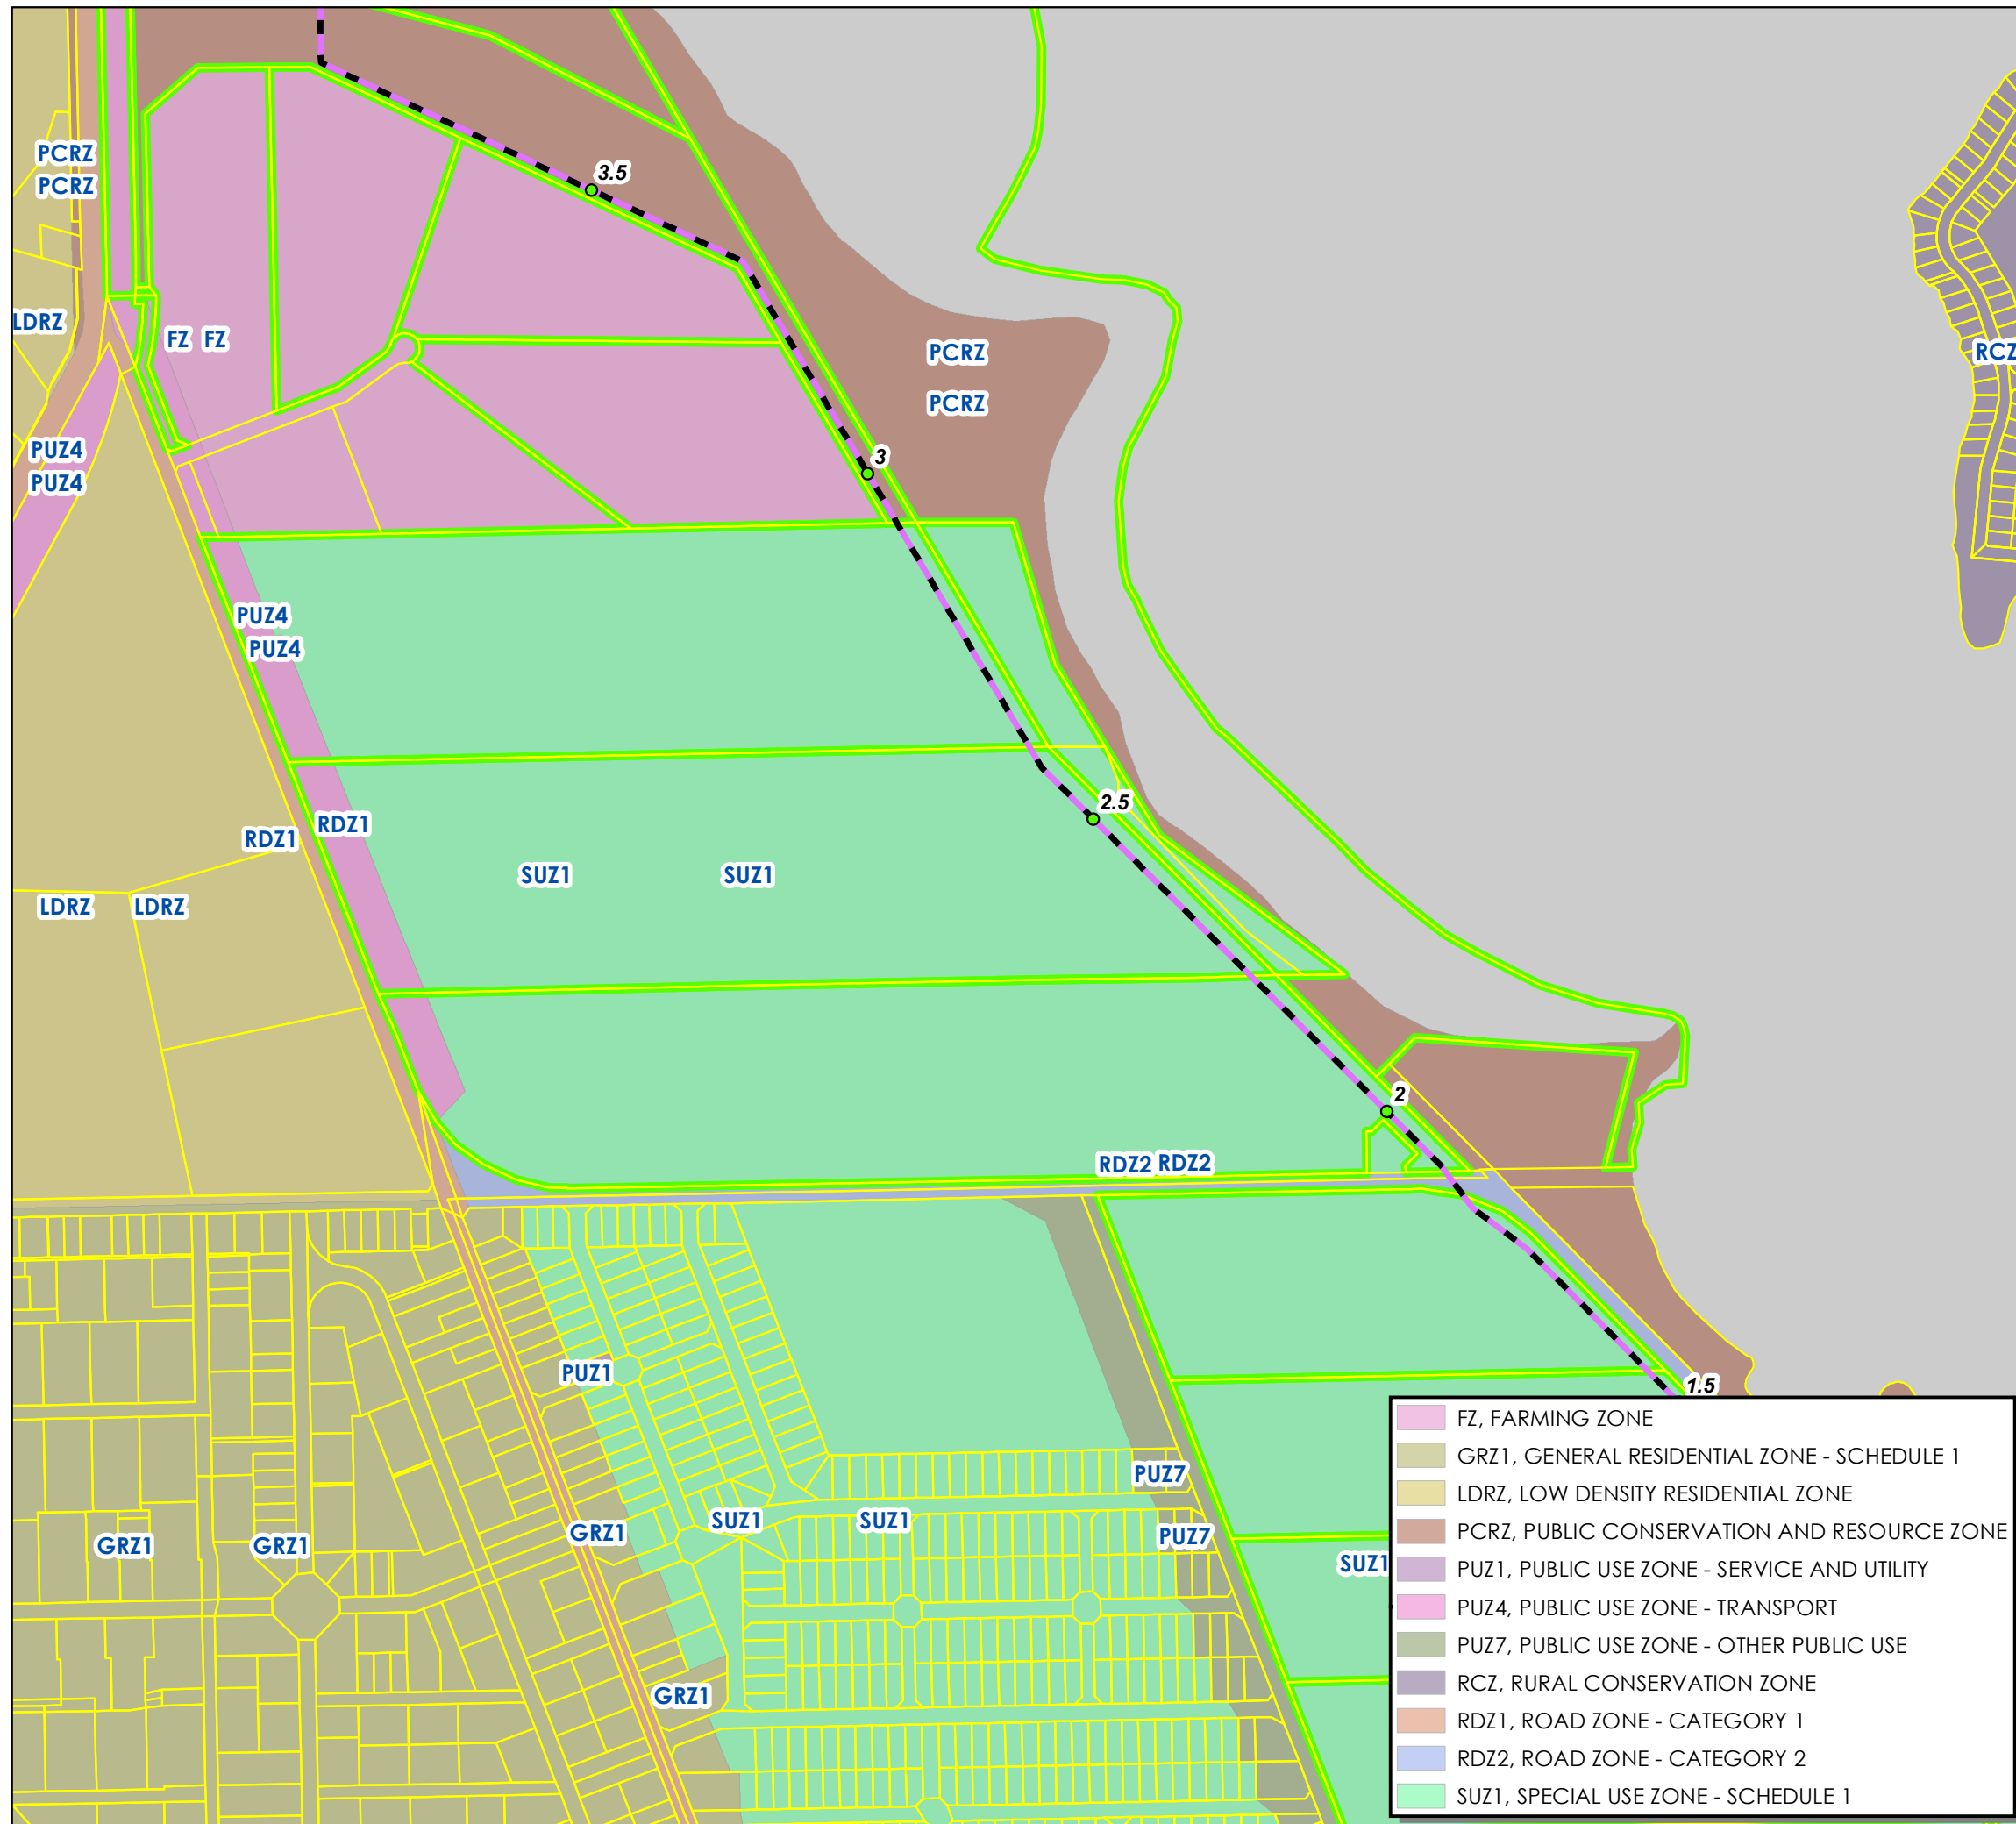 PCRZ
3.5
PCRZ
LDRZ
FZ FZ
PCRZ
RCZ
PCRZ
PUZ4
3
PUZ4
PUZ4
PUZ4
2.5
RDZ1
RDZ1
SUZ1
SUZ1
LDRZ
LDRZ
2
RDZ2 RDZ2
PUZ1
1.5
PUZ7
SUZ1
SUZ1
GRZ1
GRZ1
GRZ1
PUZ7
SUZ1
GRZ1
FZ, FARMING ZONE
GRZ1, GENERAL RESIDENTIAL ZONE - SCHEDULE 1
LDRZ, LOW DENSITY RESIDENTIAL ZONE
PCRZ, PUBLIC CONSERVATION AND RESOURCE ZONE
PUZ1, PUBLIC USE ZONE - SERVICE AND UTILITY
PUZ4, PUBLIC USE ZONE - TRANSPORT
PUZ7, PUBLIC USE ZONE - OTHER PUBLIC USE
RCZ, RURAL CONSERVATION ZONE
RDZ1, ROAD ZONE - CATEGORY 1
RDZ2, ROAD ZONE - CATEGORY 2
SUZ1, SPECIAL USE ZONE - SCHEDULE 1